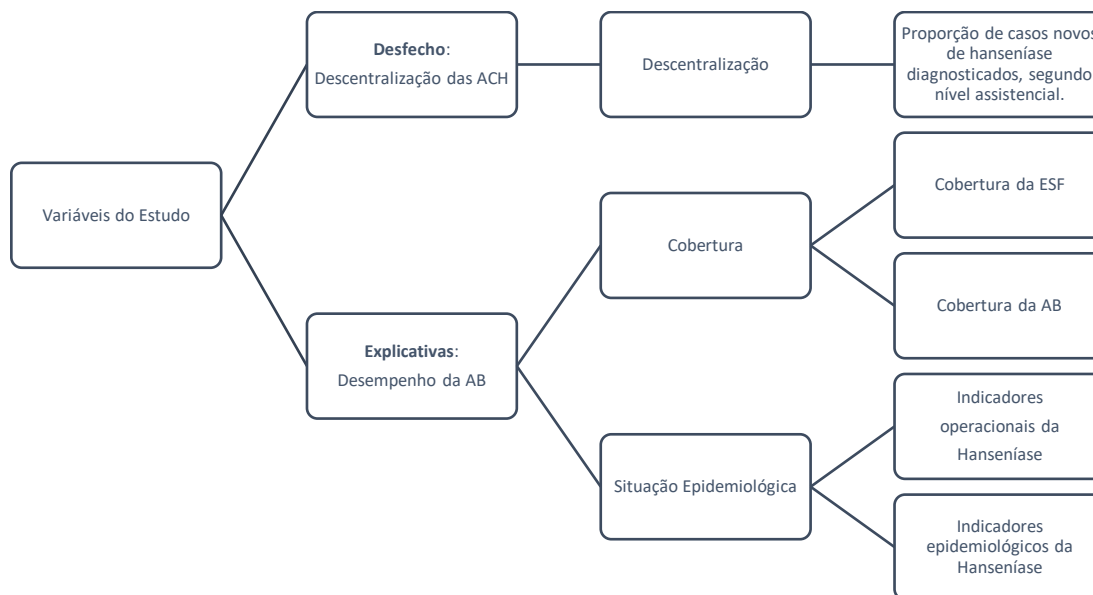 Variáveis do Estudo
Desfecho:
Descentralização das ACH
Descentralização
Proporção de casos novos
de hanseníase
diagnosticados, segundo
nível assistencial.
Explicativas:
Desempenho da AB
Cobertura
Cobertura da ESF
Cobertura da AB
Situação Epidemiológica
Indicadores
operacionais da
Hanseníase
Indicadores
epidemiológicos da
Hanseníase